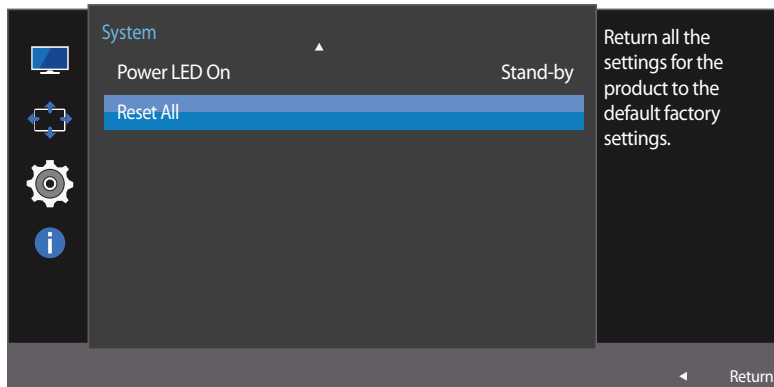 System
Power LED On Stand-by
Reset All
Return all the
settings for the
product to the
default factory
settings.
Return